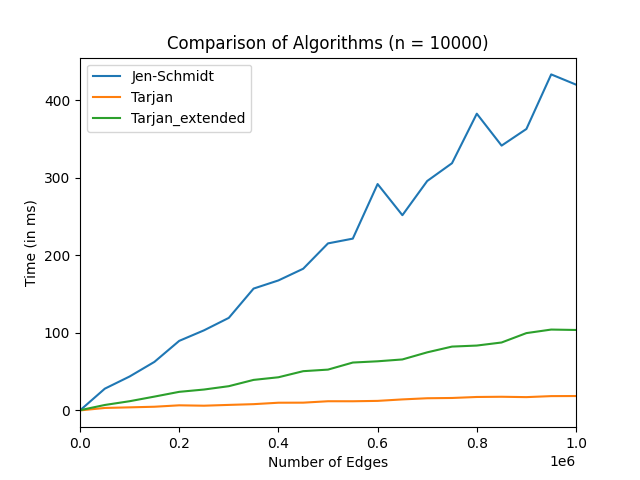 Comparison of Algorithms (n = 10000)
Jen-Schmidt
Tarjan
Tarjan_extended
Time (in ms)
400
300
200
100
0
0.0 0.2 0.4 0.6 0.8 1.0
1e6
Number of Edges